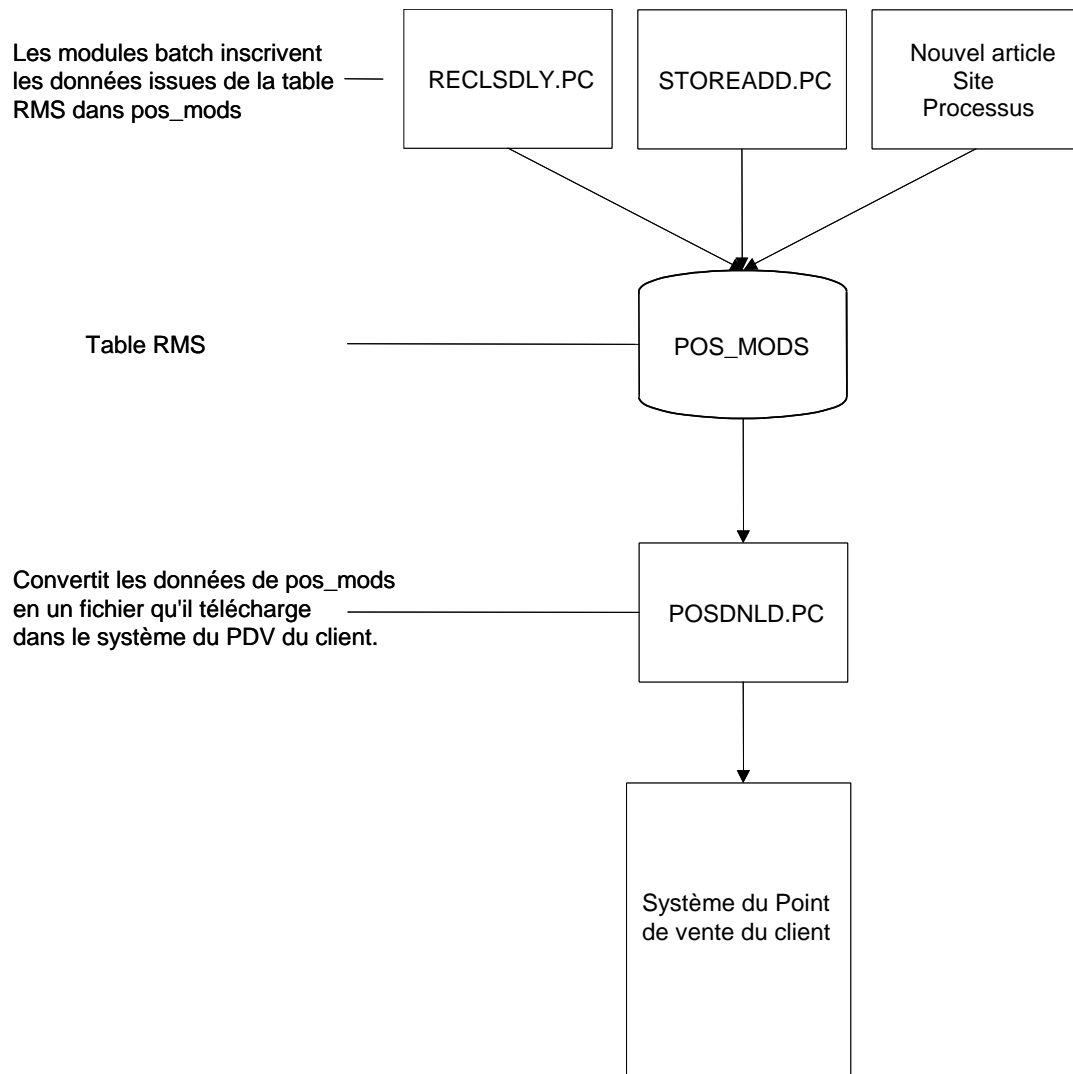 Les modules batch inscrivent
les données issues de la table
RMS dans pos_mods
RECLSDLY.PC
STOREADD.PC
Nouvel article
Site
Processus
Table RMS
POS_MODS
Convertit les données de pos_mods
en un fichier qu'il télécharge
dans le système du PDV du client.
POSDNLD.PC
Système du Point
de vente du client